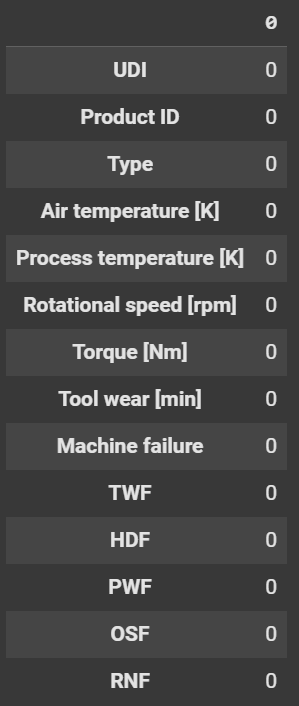 0
UDI 0
Product ID 0
Type 0
Air temperature [K] 0
Process temperature [K] 0
Rotational speed [rpm] 0
Torque [Nm] 0
Tool wear [min] 0
Machine failure 0
TWF 0
HDF 0
PWF 0
OSF 0
RNF 0